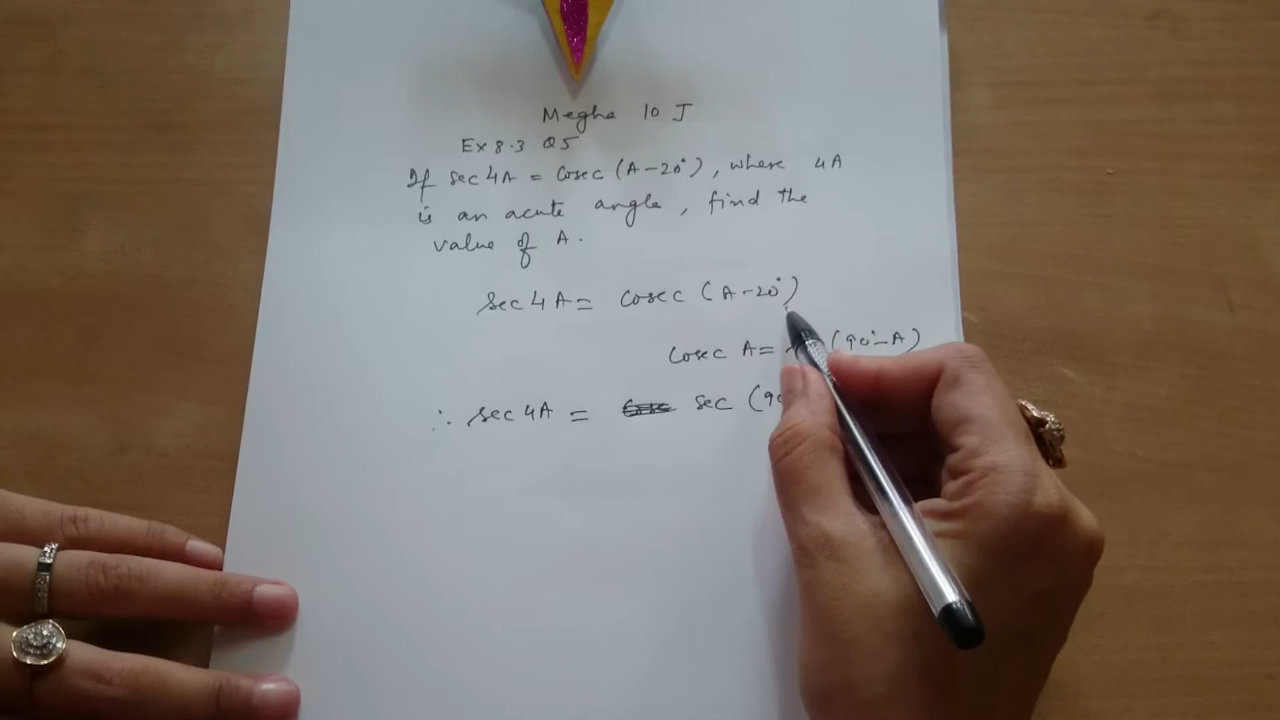 Megha 10 J
Ex 8.3 Q5
If sec 4A = Cosec (A-20°), where 4A
is an acute angle, find the
value of A.
sec 4A = Cosec (A-20°)
Cosec A = (90°-A)
∴ sec 4A = sec (90